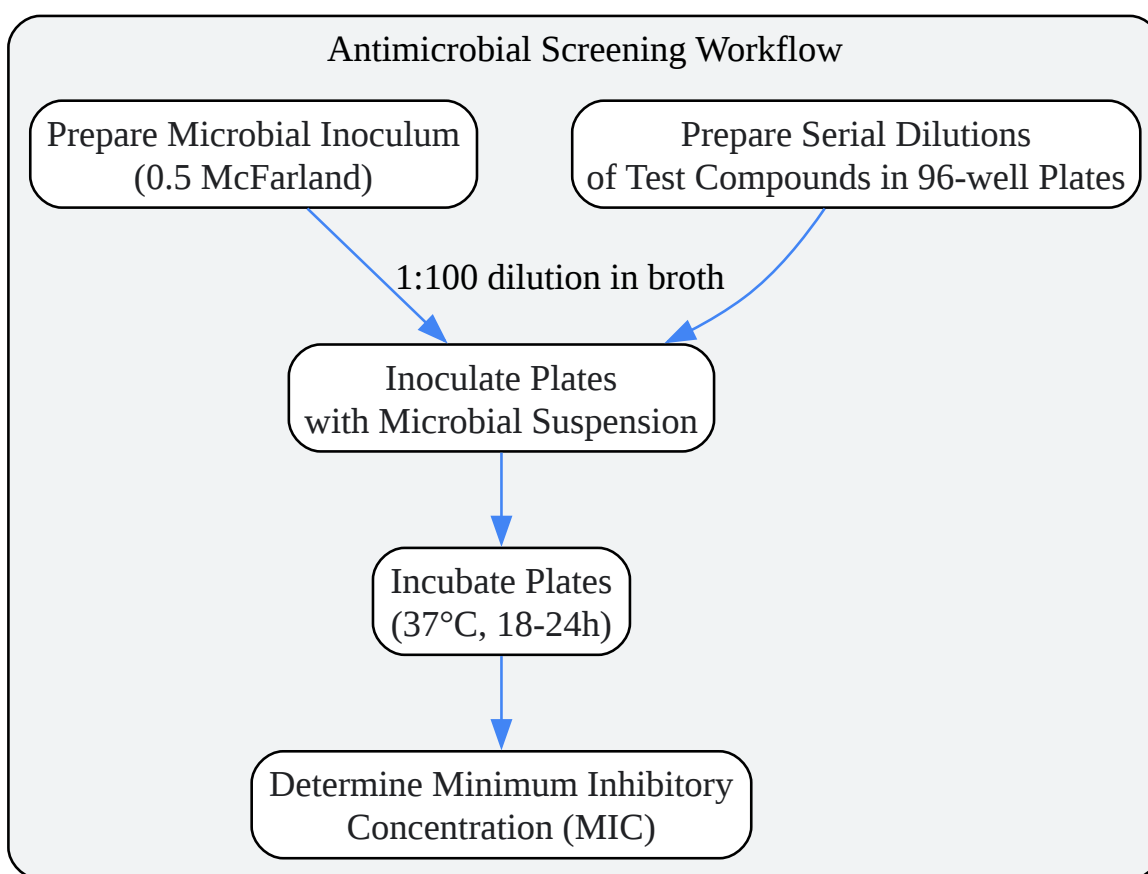 Antimicrobial Screening Workflow
Prepare Microbial Inoculum
(0.5 McFarland)
Prepare Serial Dilutions
of Test Compounds in 96-well Plates
1:100 dilution in broth
Inoculate Plates
with Microbial Suspension
Incubate Plates
(37°C, 18-24h)
Determine Minimum Inhibitory
Concentration (MIC)